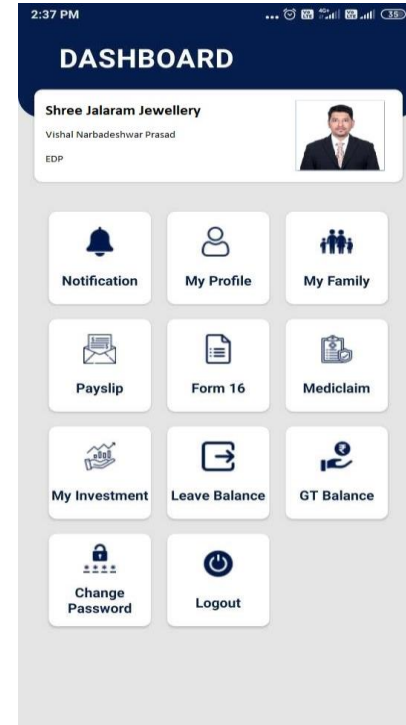 2:37 PM
35
DASHBOARD
Shree Jalaram Jewellery
Vishal Narbadeshwar Prasad
EDP
Notification
My Profile
My Family
Payslip
Form 16
Mediclaim
My Investment
Leave Balance
GT Balance
Change
Password
Logout